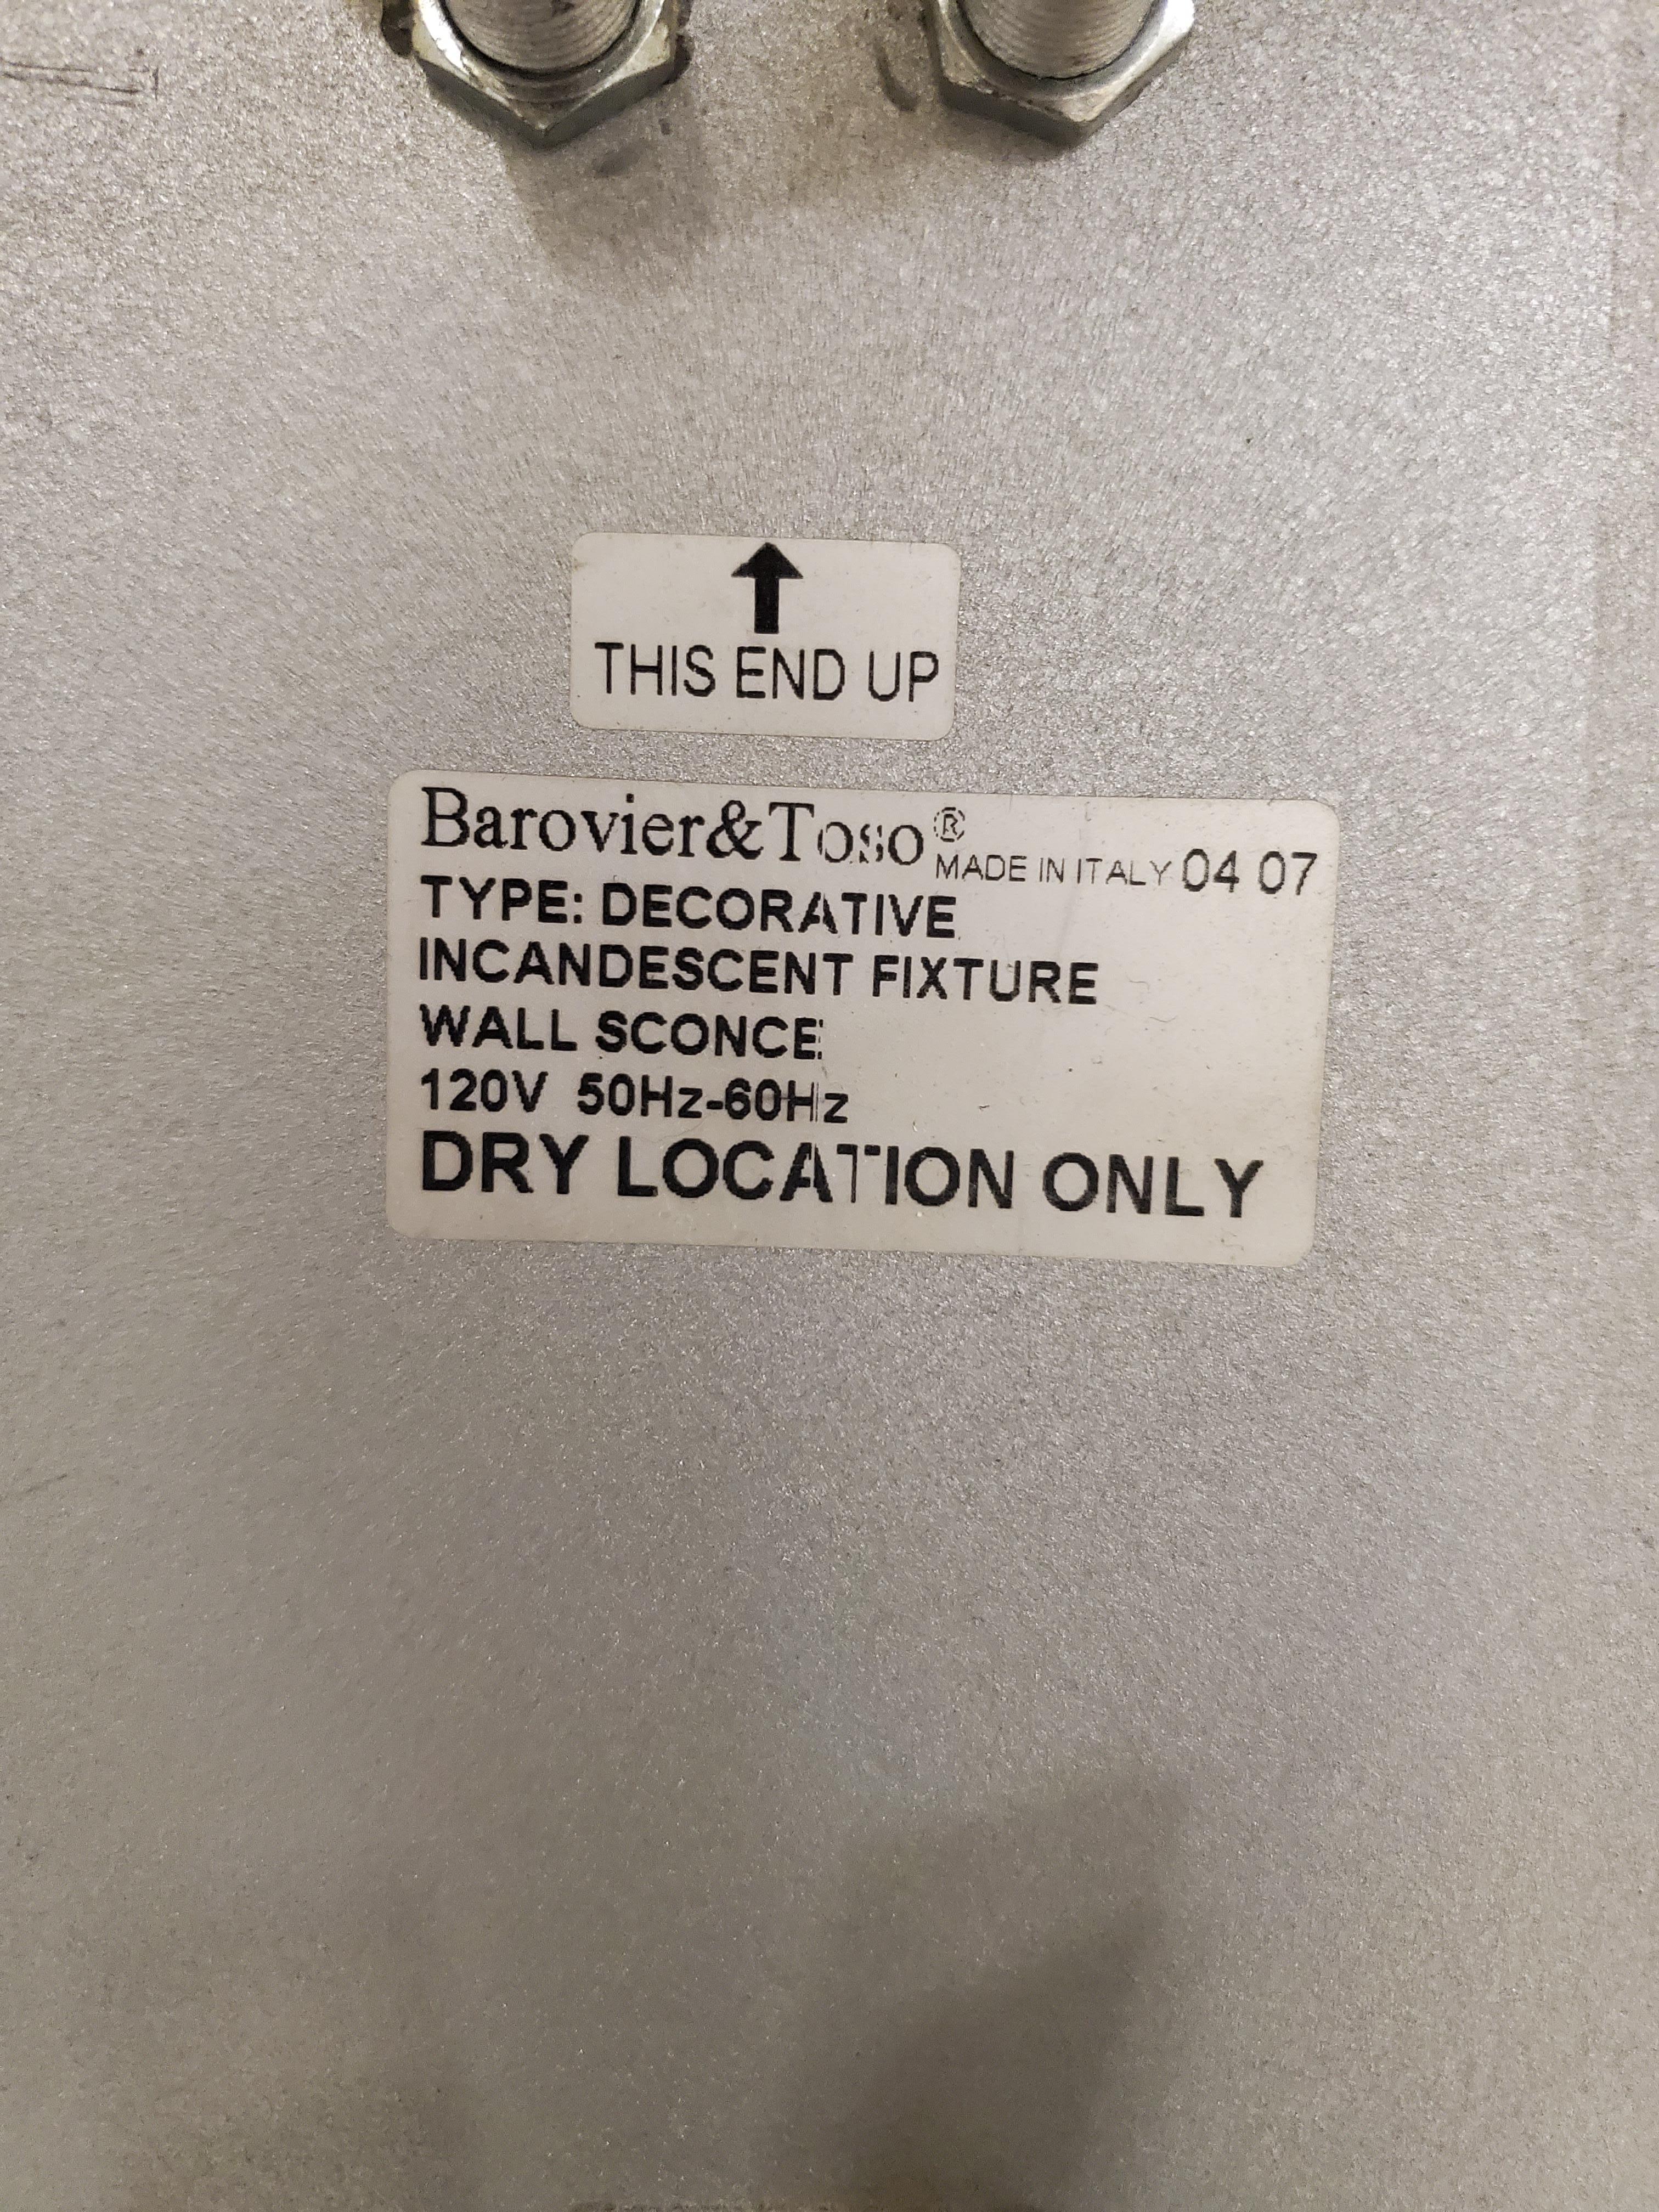 THIS END UP
Barovier&Toso® MADE IN ITALY 04 07
TYPE: DECORATIVE
INCANDESCENT FIXTURE
WALL SCONCE
120V 50Hz-60Hz
DRY LOCATION ONLY